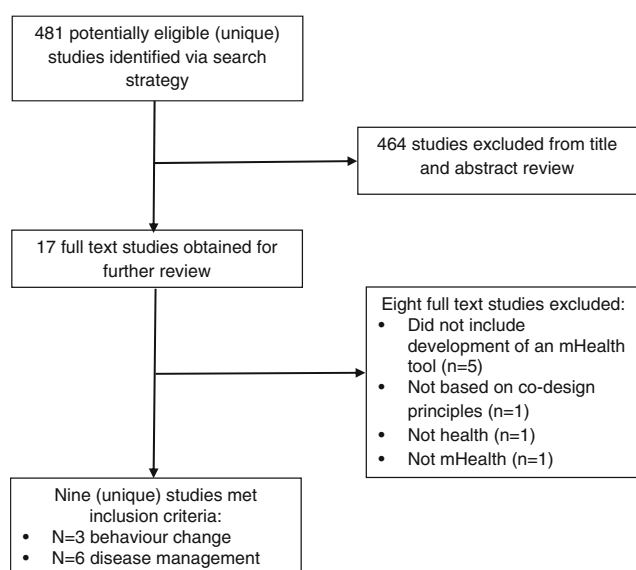 481 potentially eligible (unique)
studies identified via search
strategy
464 studies excluded from title
and abstract review
17 full text studies obtained for
further review
Eight full text studies excluded:
• Did not include
development of an mHealth
tool (n=5)
• Not based on co-design
principles (n=1)
• Not health (n=1)
• Not mHealth (n=1)
Nine (unique) studies met
inclusion criteria:
• N=3 behaviour change
• N=6 disease management